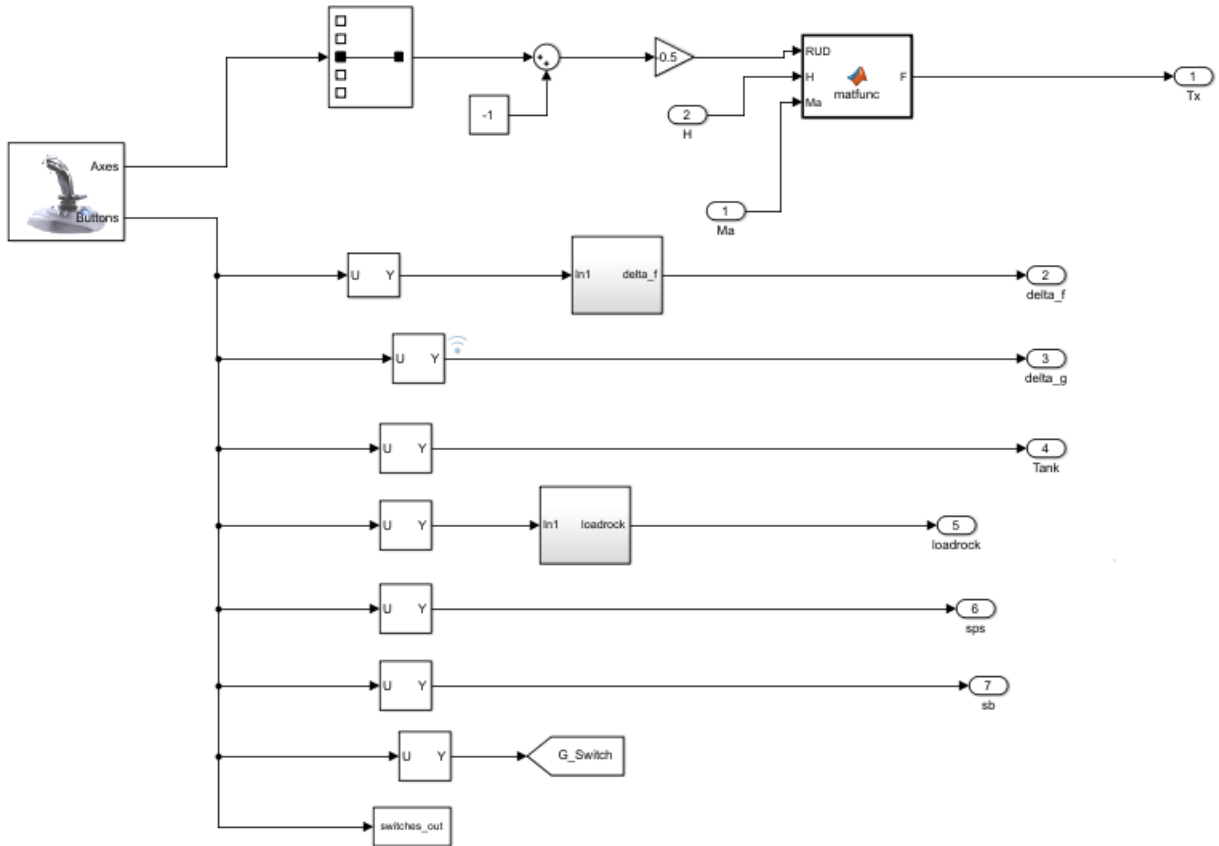 -0.5
RUD
H
Ma
F
matfunc
1
Tx
-1
2
H
Axes
Buttons
1
Ma
U Y
In1 delta_f
2
delta_f
U Y
3
delta_g
U Y
4
Tank
U Y
In1 loadrock
5
loadrock
U Y
6
sps
U Y
7
sb
U Y
G_Switch
switches_out